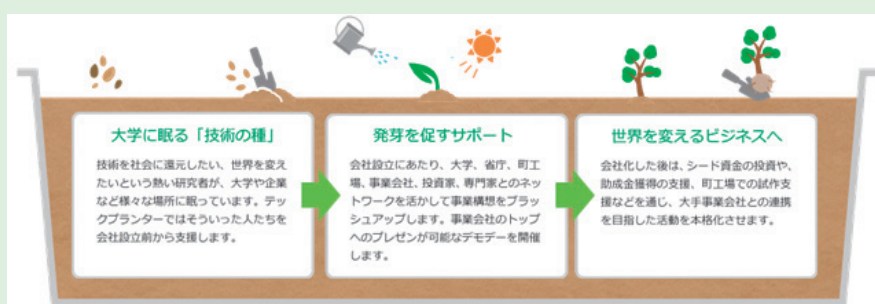 大学に眠る「技術の種」
技術を社会に還元したい、世界を変え
たいという熱い研究者が、大学や企業
など様々な場所に眠っています。テッ
クプランターではそういった人たちを
会社設立前から支援します。
発芽を促すサポート
会社設立にあたり、大学、省庁、町工
場、事業会社、投資家、専門家とのネッ
トワークを活かして事業構想をブラッ
シュアップします。事業会社のトップ
へのプレゼンが可能なデモデーを開催
します。
世界を変えるビジネスへ
会社化した後は、シード資金の投資や、
助成金獲得の支援、町工場での試作支
援などを通じ、大手事業会社との連携
を目指した活動を本格化させます。